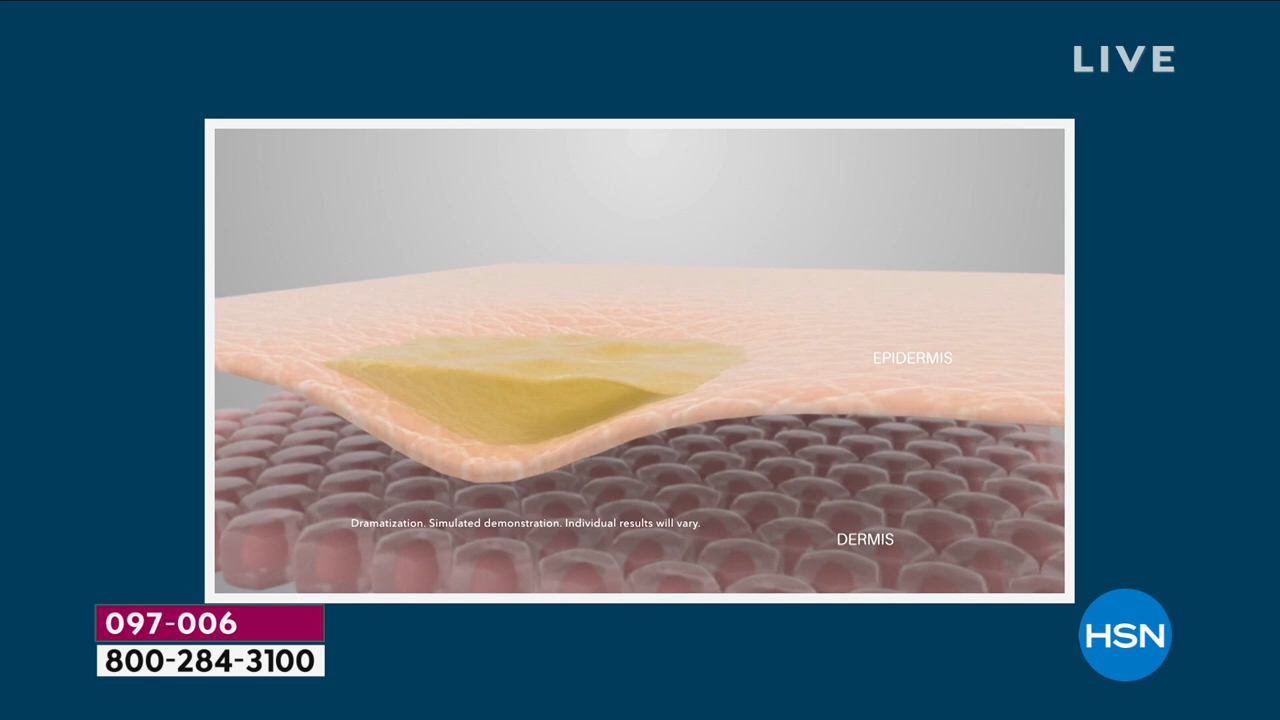 LIVE
EPIDERMIS
Dramatization. Simulated demonstration. Individual results will vary.
DERMIS
097-006
800-284-3100
HSN